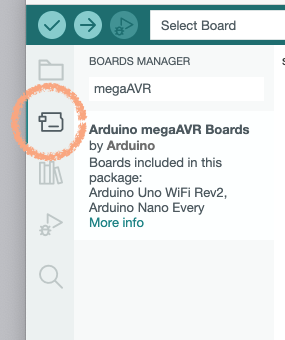 Select Board
BOARDS MANAGER
megaAVR
Arduino megaAVR Boards
by Arduino
Boards included in this
package:
Arduino Uno WiFi Rev2,
Arduino Nano Every
More info